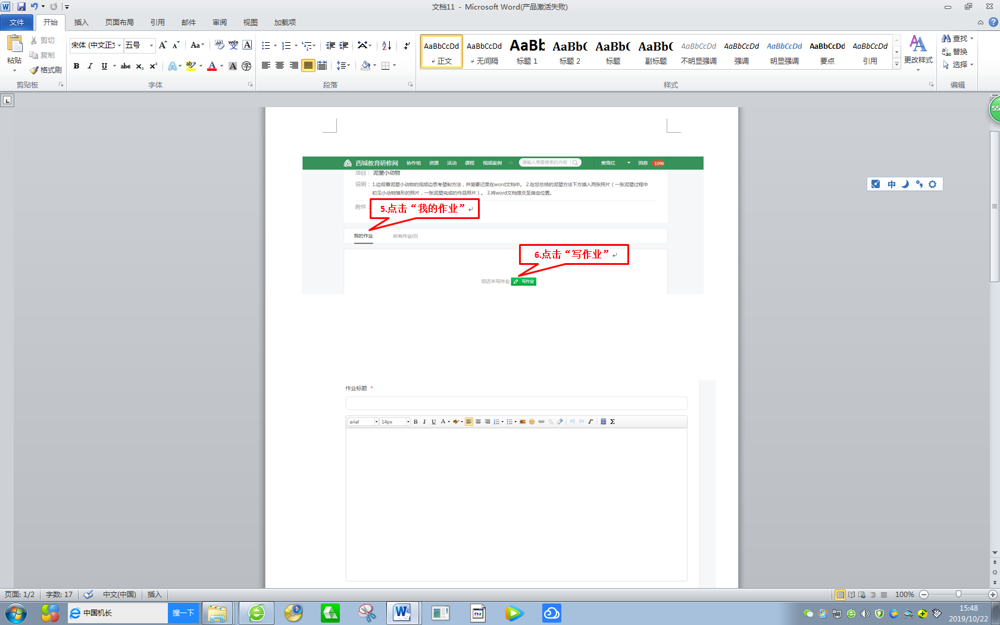 文档11 - Microsoft Word(产品激活失败)
文件 开始 插入 页面布局 引用 邮件 审阅 视图 加载项
粘贴
剪切
复制
格式刷
剪贴板
宋体 (中文正文 五号
字体
段落
AaBbCcDd AaBbCcDd AaBb AaBbC AaBbC AaBbC AaBbCcDd AaBbCcDd AaBbCcDd AaBbCcDd AaBbCcDd
正文 无间隔 标题 1 标题 2 标题 副标题 不明显强调 强调 明显强调 要点 引用
样式
更改样式
查找
替换
选择
编辑
55
西城教育研修网 协作组 资源 活动 课程 视频案例 请输入想要搜索的内容 樊雪红 消息 1096
项目： 泥塑小动物
说明： 1.边观看泥塑小动物的视频边思考塑制方法，并简要记录在word文档中。 2.在您总结的泥塑方法下方插入两张照片（一张泥塑过程中
初见小动物雏形的照片，一张泥塑完成的作品照片）。 3.将word文档提交至指定位置。
附件：
5.点击“我的作业”
我的作业 所有作业(0)
6.点击“写作业”
您还未写作业 写作业
中
作业标题 *
arial 14px B I U A
页面: 1/2 字数: 17 中文(中国) 插入 100%
中国机长 搜一下
15:48
2019/10/22